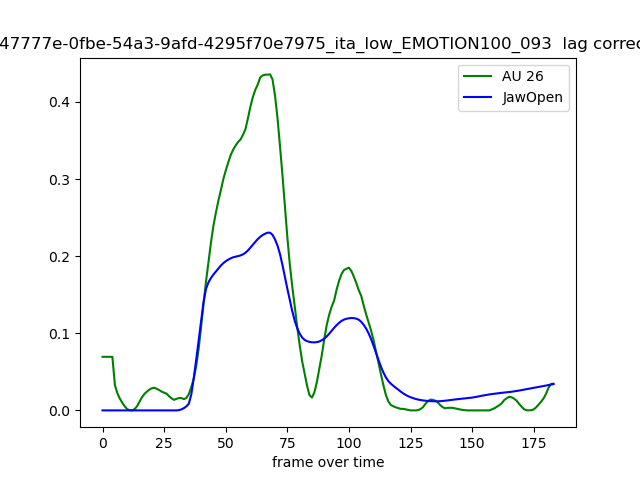 47777e-0fbe-54a3-9afd-4295f70e7975_ita_low_EMOTION100_093 lag correc
AU 26
JawOpen
0.4
0.3
0.2
0.1
0.0
0 25 50 75 100 125 150 175
frame over time